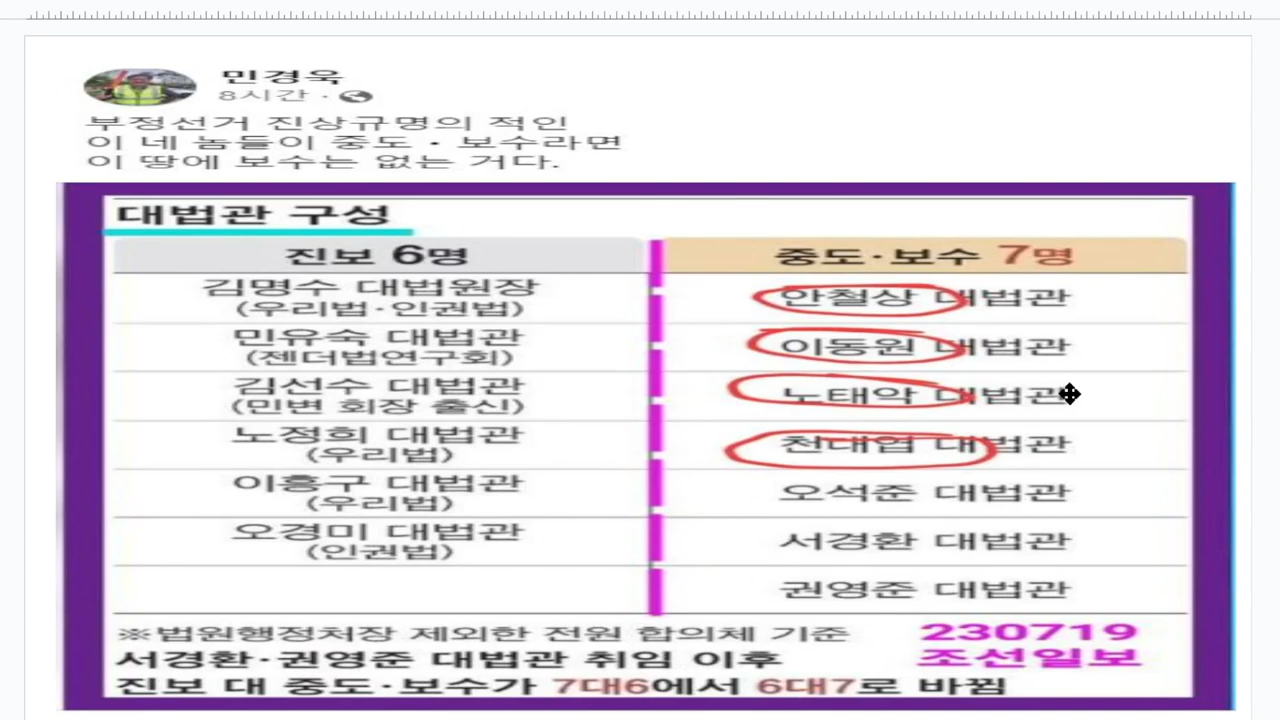 민경욱
8시간 ·
부정선거 진상규명의 적인
이 네 놈들이 중도 · 보수라면
이 땅에 보수는 없는 거다.
대법관 구성
진보 6명
중도·보수 7명
김명수 대법원장
(우리법·인권법)
안철상 대법관
민유숙 대법관
(젠더법연구회)
이동원 대법관
김선수 대법관
(민변 회장 출신)
노태악 대법관
노정희 대법관
(우리법)
천대엽 대법관
이흥구 대법관
(우리법)
오석준 대법관
오경미 대법관
(인권법)
서경환 대법관
권영준 대법관
※법원행정처장 제외한 전원 합의체 기준
230719
서경환·권영준 대법관 취임 이후
조선일보
진보 대 중도·보수가 7대6에서 6대7로 바뀜